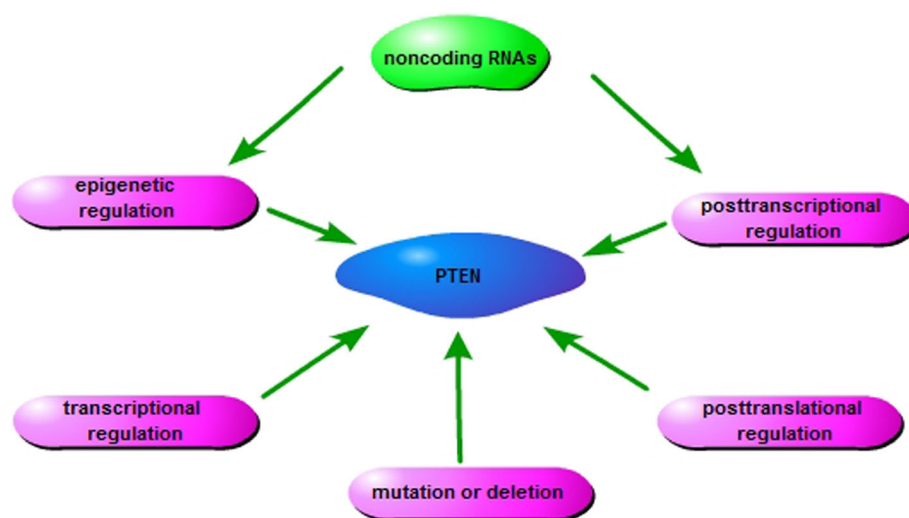 noncoding RNAs
epigenetic
regulation
posttranscriptional
regulation
PTEN
transcriptional
regulation
posttranslational
regulation
mutation or deletion